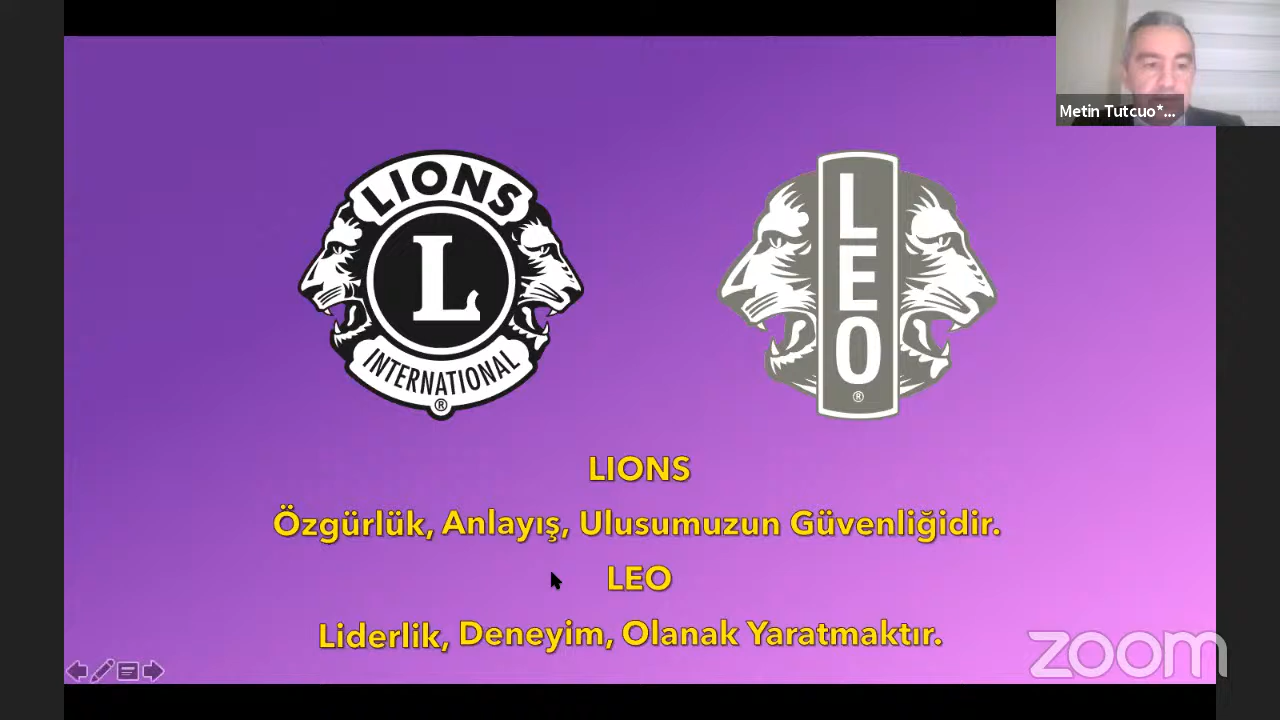 Metin Tutcuo*...
LIONS
L
INTERNATIONAL
®
LEO
®
LIONS
Özgürlük, Anlayış, Ulusumuzun Güvenliğidir.
LEO
Liderlik, Deneyim, Olanak Yaratmaktır.
zoom